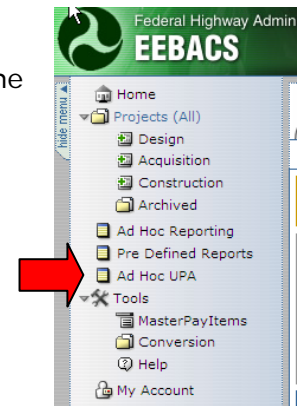 Federal Highway Admin
EEBACS
ne
hide menu
Home
Projects (All)
Design
Acquisition
Construction
Archived
Ad Hoc Reporting
Pre Defined Reports
Ad Hoc UPA
Tools
MasterPayItems
Conversion
Help
My Account